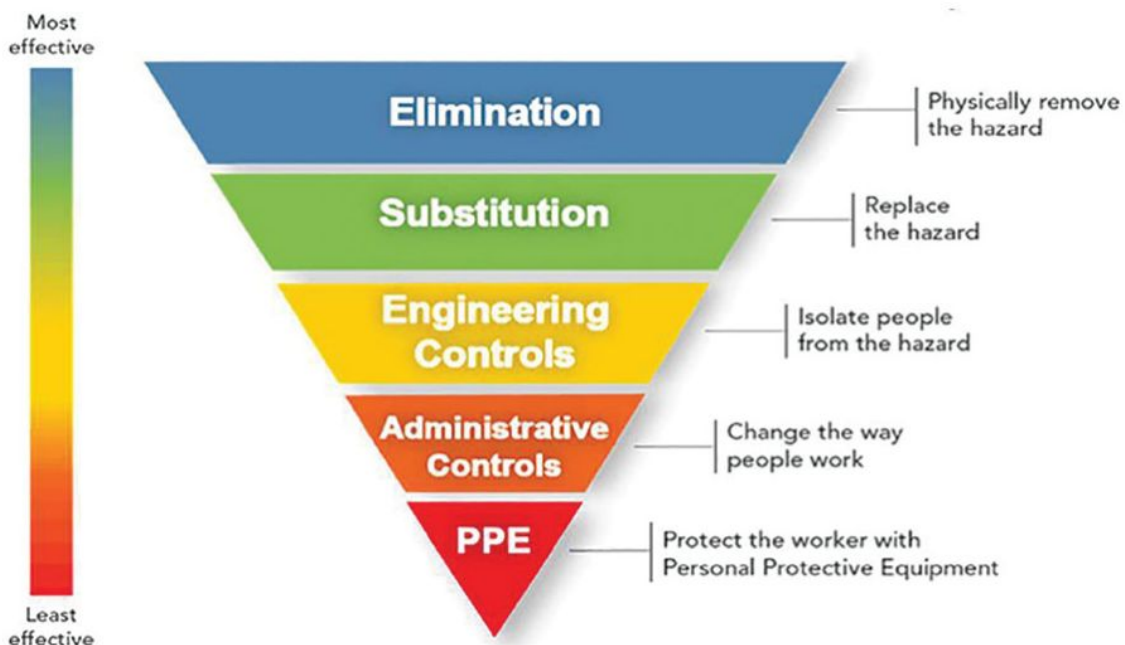 Most
effective
Elimination
Physically remove
the hazard
Substitution
Replace
the hazard
Engineering
Controls
Isolate people
from the hazard
Administrative
Controls
Change the way
people work
PPE
Protect the worker with
Personal Protective Equipment
Least
effective